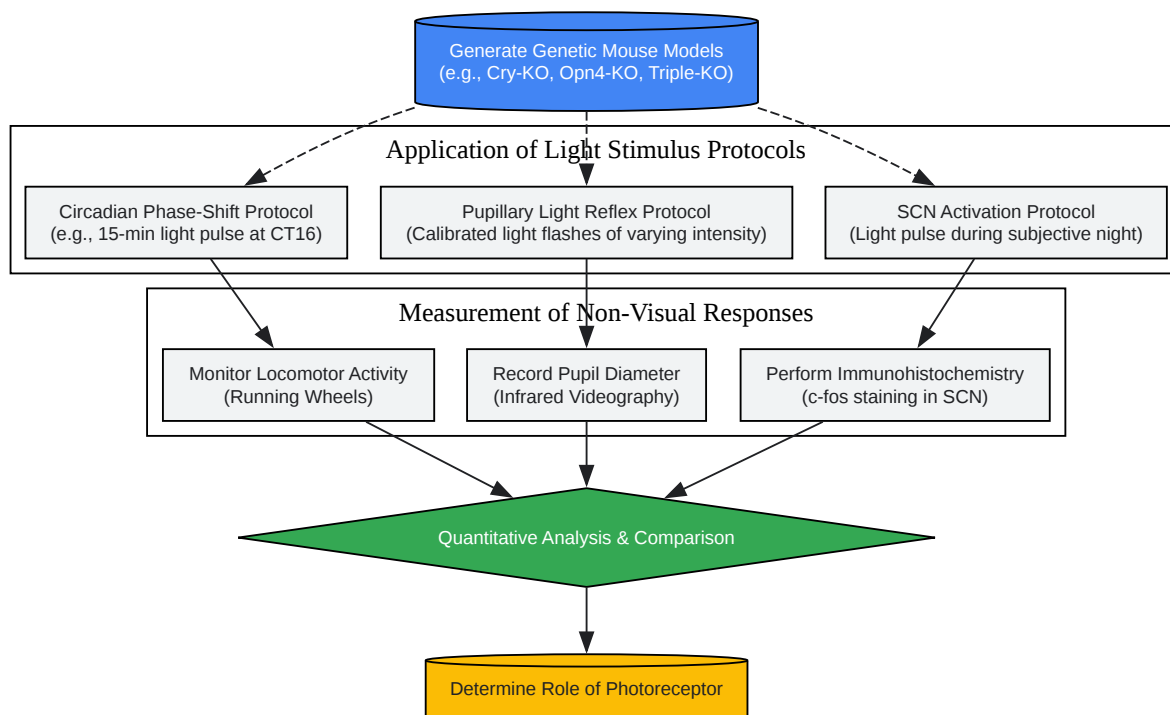 Generate Genetic Mouse Models
(e.g., Cry-KO, Opn4-KO, Triple-KO)
Application of Light Stimulus Protocols
Circadian Phase-Shift Protocol
(e.g., 15-min light pulse at CT16)
Pupillary Light Reflex Protocol
(Calibrated light flashes of varying intensity)
SCN Activation Protocol
(Light pulse during subjective night)
Measurement of Non-Visual Responses
Monitor Locomotor Activity
(Running Wheels)
Record Pupil Diameter
(Infrared Videography)
Perform Immunohistochemistry
(c-fos staining in SCN)
Quantitative Analysis & Comparison
Determine Role of Photoreceptor